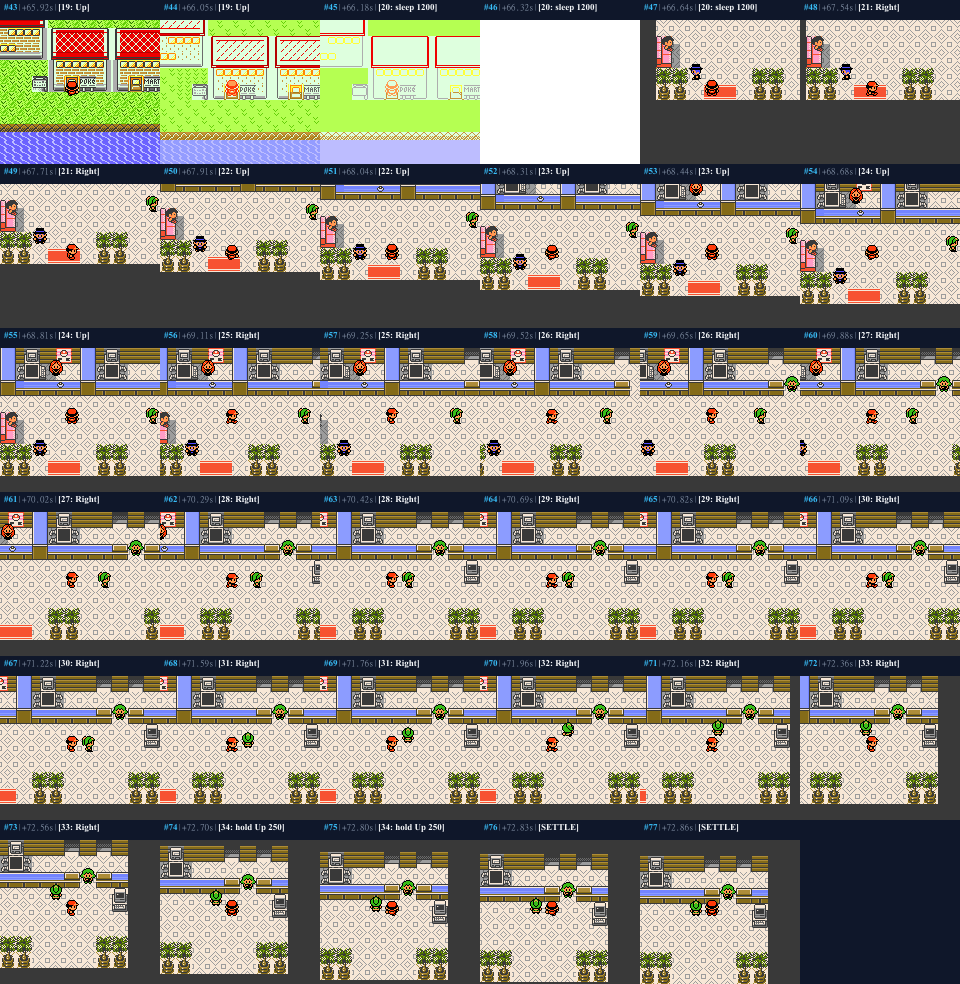 #43|+65.92s| [19: Up]
#44|+66.05s| [19: Up]
#45|+66.18s| [20: sleep 1200]
#46|+66.32s| [20: sleep 1200]
#47|+66.64s| [20: sleep 1200]
#48|+67.54s| [21: Right]
POKé MART
POKé MART
POKé MART
#49|+67.71s| [21: Right]
#50|+67.91s| [22: Up]
#51|+68.04s| [22: Up]
#52|+68.31s| [23: Up]
#53|+68.44s| [23: Up]
#54|+68.68s| [24: Up]
#55|+68.81s| [24: Up]
#56|+69.11s| [25: Right]
#57|+69.25s| [25: Right]
#58|+69.52s| [26: Right]
#59|+69.65s| [26: Right]
#60|+69.88s| [27: Right]
#61|+70.02s| [27: Right]
#62|+70.29s| [28: Right]
#63|+70.42s| [28: Right]
#64|+70.69s| [29: Right]
#65|+70.82s| [29: Right]
#66|+71.09s| [30: Right]
#67|+71.22s| [30: Right]
#68|+71.59s| [31: Right]
#69|+71.76s| [31: Right]
#70|+71.96s| [32: Right]
#71|+72.16s| [32: Right]
#72|+72.36s| [33: Right]
#73|+72.56s| [33: Right]
#74|+72.70s| [34: hold Up 250]
#75|+72.80s| [34: hold Up 250]
#76|+72.83s| [SETTLE]
#77|+72.86s| [SETTLE]